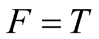 F = T